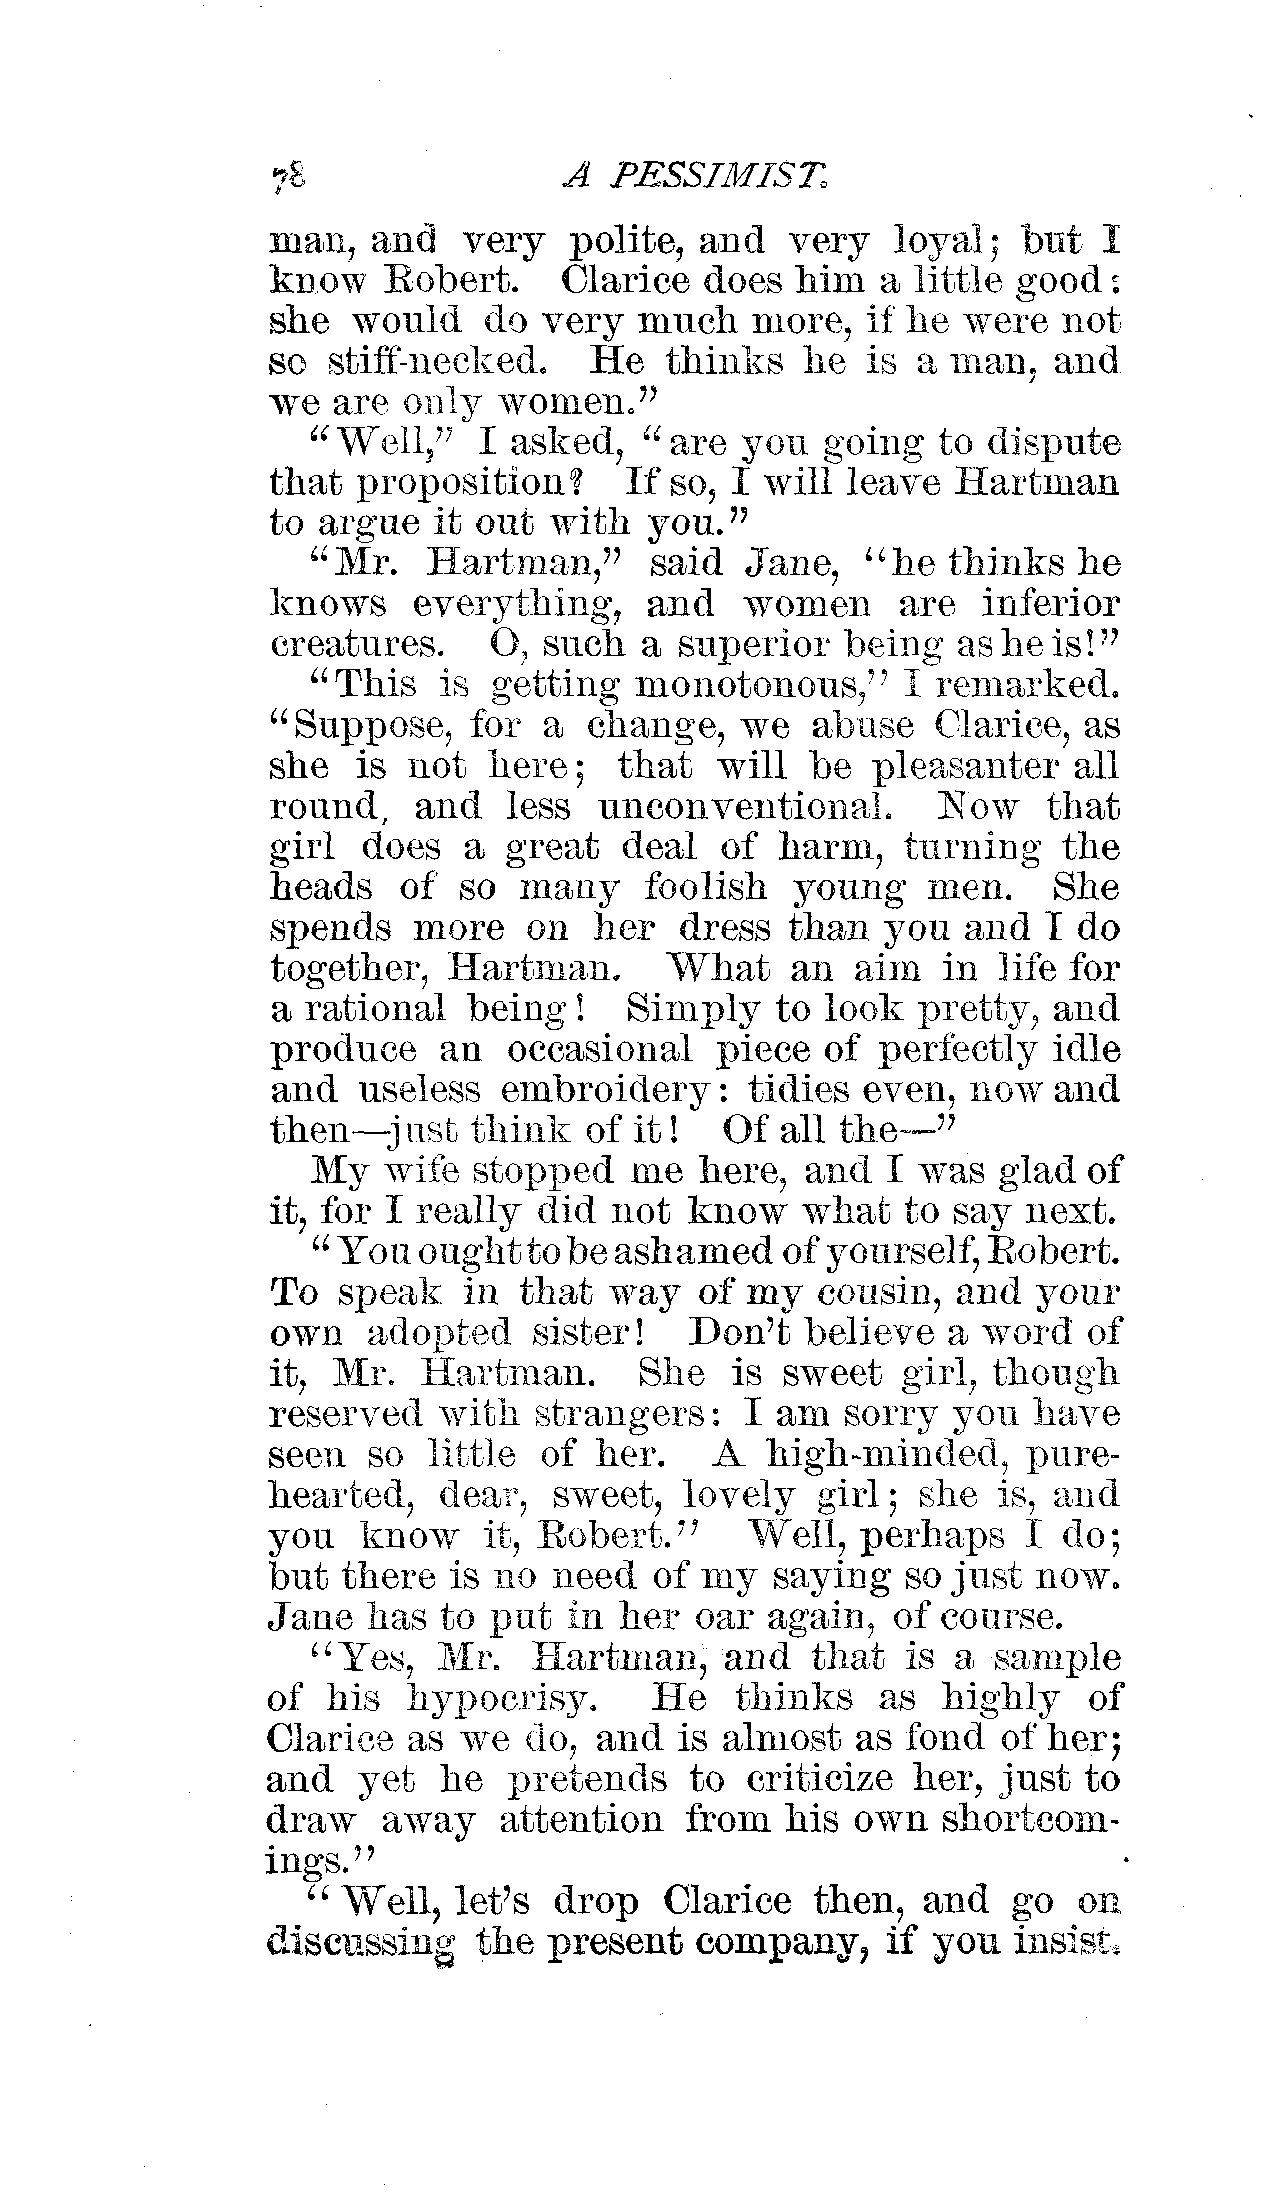 78 A PESSIMIST.
man, and very polite, and very loyal; but I
know Robert. Clarice does him a little good:
she would do very much more, if he were not
so stiff-necked. He thinks he is a man, and
we are only women."
"Well," I asked, "are you going to dispute
that proposition? If so, I will leave Hartman
to argue it out with you."
"Mr. Hartman," said Jane, "he thinks he
knows everything, and women are inferior
creatures. O, such a superior being as he is!"
"This is getting monotonous," I remarked.
"Suppose, for a change, we abuse Clarice, as
she is not here; that will be pleasanter all
round, and less unconventional. Now that
girl does a great deal of harm, turning the
heads of so many foolish young men. She
spends more on her dress than you and I do
together, Hartman. What an aim in life for
a rational being! Simply to look pretty, and
produce an occasional piece of perfectly idle
and useless embroidery: tidies even, now and
then—just think of it! Of all the—"
My wife stopped me here, and I was glad of
it, for I really did not know what to say next.
"You ought to be ashamed of yourself, Robert.
To speak in that way of my cousin, and your
own adopted sister! Don't believe a word of
it, Mr. Hartman. She is sweet girl, though
reserved with strangers: I am sorry you have
seen so little of her. A high-minded, pure-
hearted, dear, sweet, lovely girl; she is, and
you know it, Robert." Well, perhaps I do;
but there is no need of my saying so just now.
Jane has to put in her oar again, of course.
"Yes, Mr. Hartman, and that is a sample
of his hypocrisy. He thinks as highly of
Clarice as we do, and is almost as fond of her;
and yet he pretends to criticize her, just to
draw away attention from his own shortcom-
ings."
"Well, let's drop Clarice then, and go on
discussing the present company, if you insist.